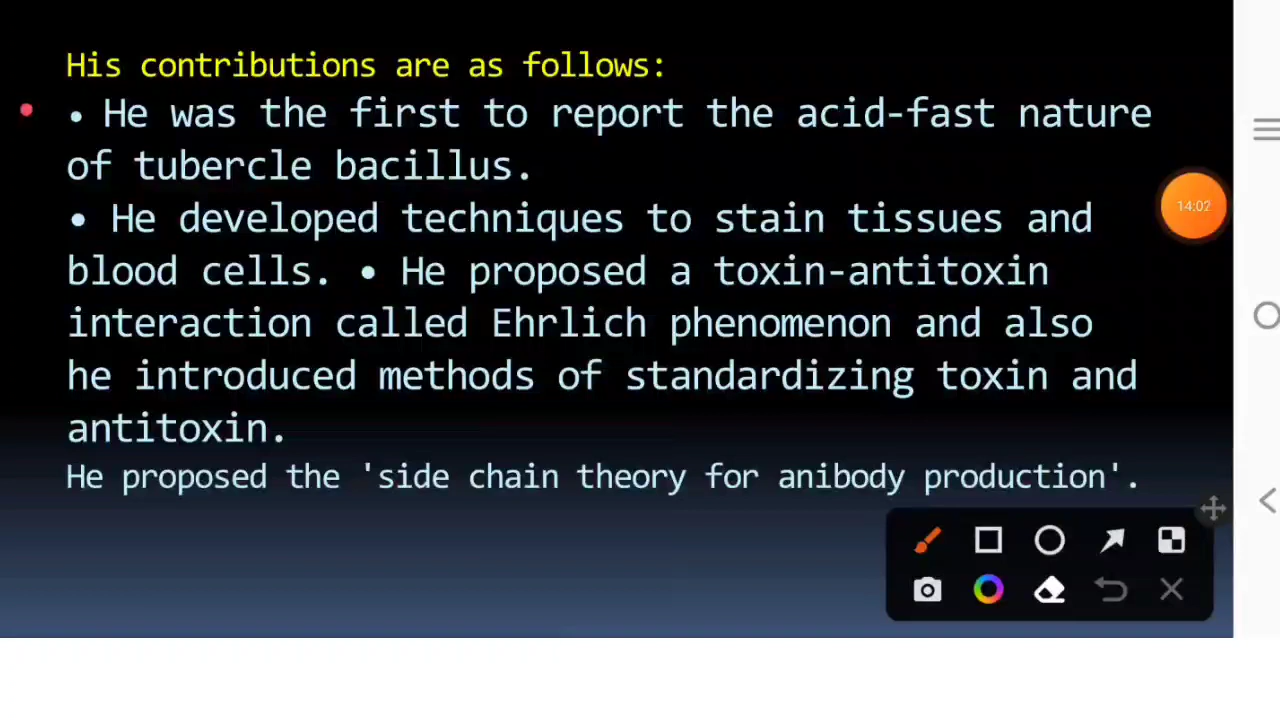 His contributions are as follows:
• He was the first to report the acid-fast nature
of tubercle bacillus.
• He developed techniques to stain tissues and
blood cells. • He proposed a toxin-antitoxin
interaction called Ehrlich phenomenon and also
he introduced methods of standardizing toxin and
antitoxin.
He proposed the 'side chain theory for anibody production'.
14:02